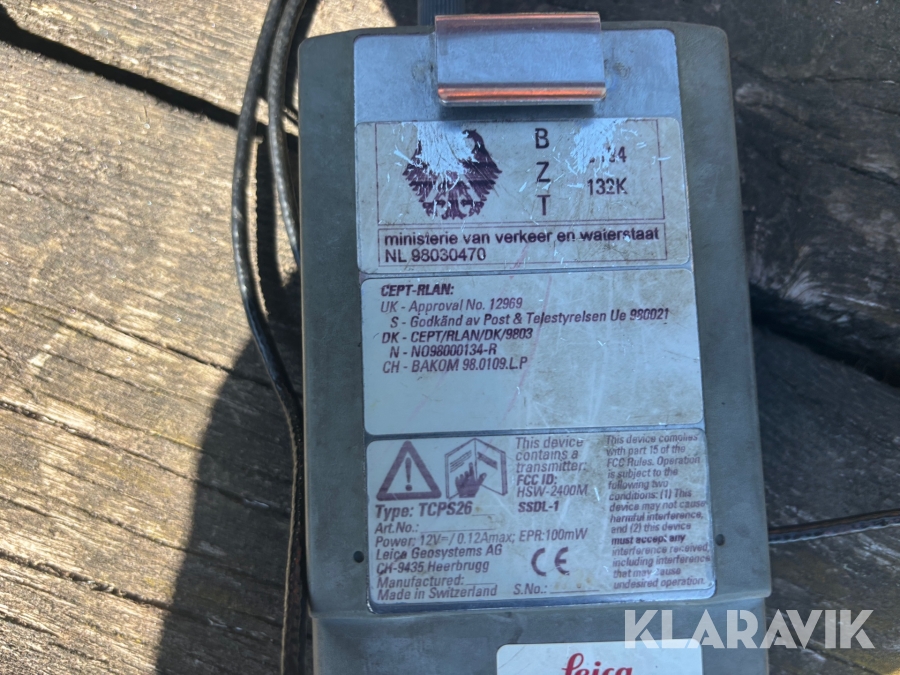 B
Z
T
132K
ministerie van verkeer en waterstaat
NL 98030470
CEPT-RLAN:
UK - Approval No. 12969
S - Godkänd av Post & Telestyrelsen Ue 980021
DK - CEPT/RLAN/DK/9803
N - NO98000134-R
CH - BAKOM 98.0109.L.P
Type: TCPS26
Art.No.:
Power: 12V=/ 0.12Amax; EPR:100mW
Leica Geosystems AG
CH-9435 Heerbrugg
Manufactured:
Made in Switzerland
This device
contains a
transmitter:
FCC ID:
HSW-2400M
SSDL-1
CE
S.No.:
This device complies
with part 15 of the
FCC Rules. Operation
is subject to the
following two
conditions: (1) This
device may not cause
harmful interference,
and (2) this device
must accept any
interference received,
including interference
that may cause
undesired operation.
Leica
KLARAVIK